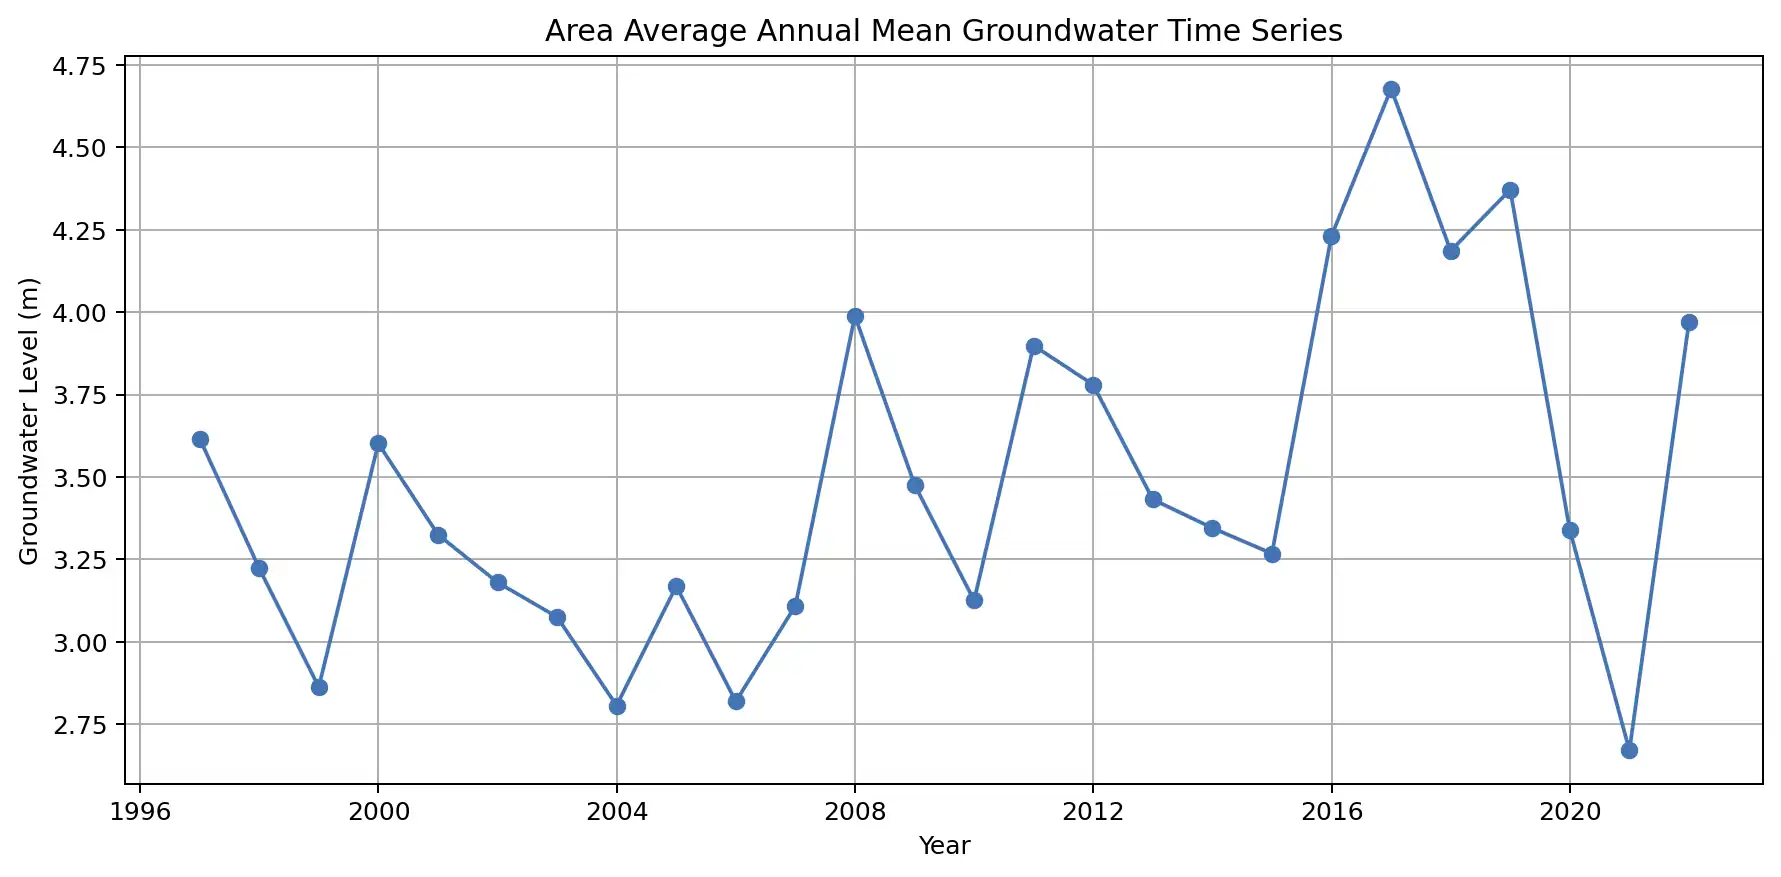 Area Average Annual Mean Groundwater Time Series
4.75
4.50
4.25
4.00
3.75
3.50
3.25
3.00
2.75
Groundwater Level (m)
1996 2000 2004 2008 2012 2016 2020
Year